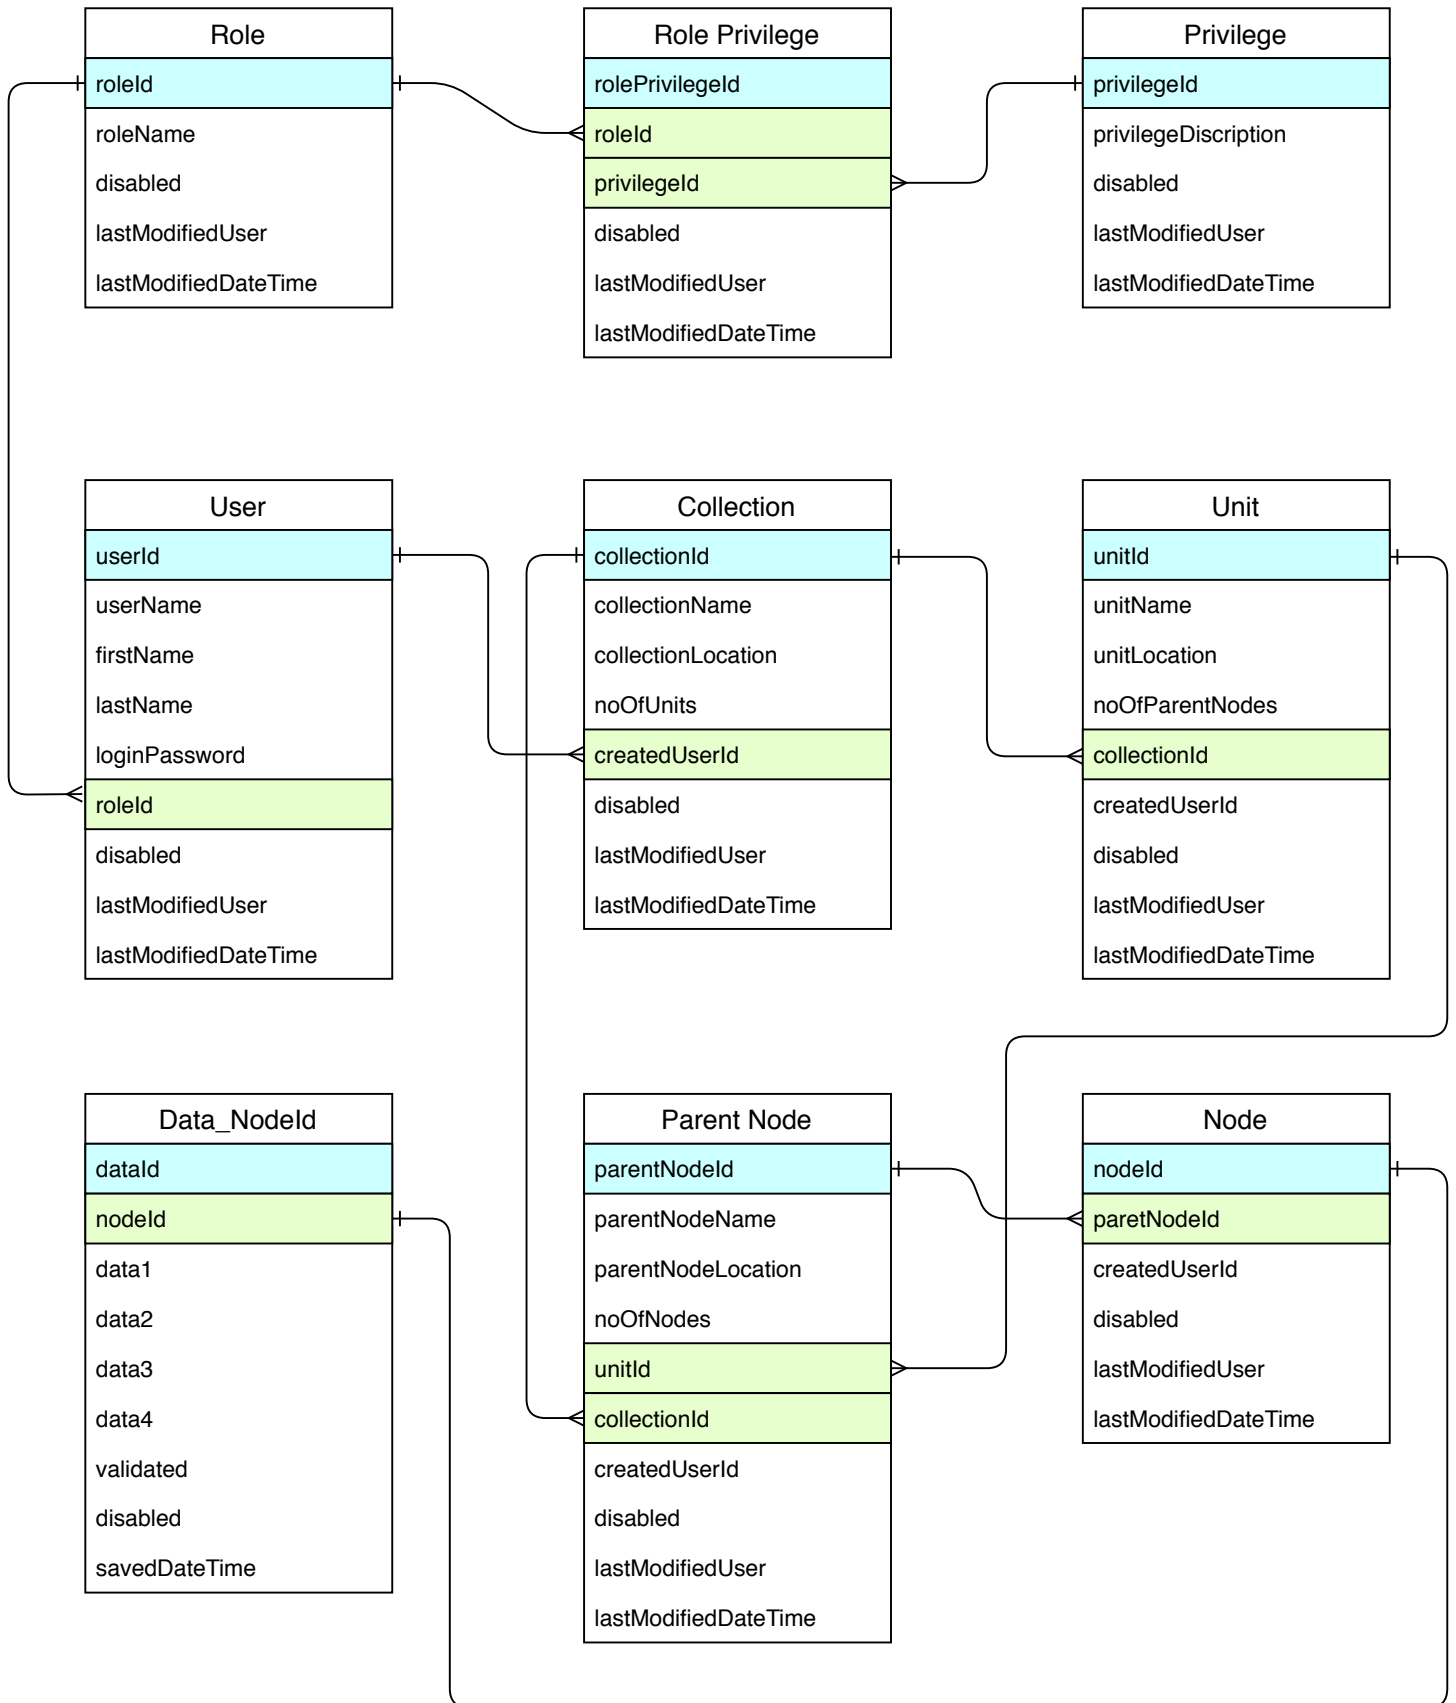 Role
roleId
roleName
disabled
lastModifiedUser
lastModifiedDateTime
Role Privilege
rolePrivilegeId
roleId
privilegeId
disabled
lastModifiedUser
lastModifiedDateTime
Privilege
privilegeId
privilegeDiscription
disabled
lastModifiedUser
lastModifiedDateTime
User
userId
userName
firstName
lastName
loginPassword
roleId
disabled
lastModifiedUser
lastModifiedDateTime
Collection
collectionId
collectionName
collectionLocation
noOfUnits
createdUserId
disabled
lastModifiedUser
lastModifiedDateTime
Unit
unitId
unitName
unitLocation
noOfParentNodes
collectionId
createdUserId
disabled
lastModifiedUser
lastModifiedDateTime
Data_NodeId
dataId
nodeId
data1
data2
data3
data4
validated
disabled
savedDateTime
Parent Node
parentNodeId
parentNodeName
parentNodeLocation
noOfNodes
unitId
collectionId
createdUserId
disabled
lastModifiedUser
lastModifiedDateTime
Node
nodeId
paretNodeId
createdUserId
disabled
lastModifiedUser
lastModifiedDateTime